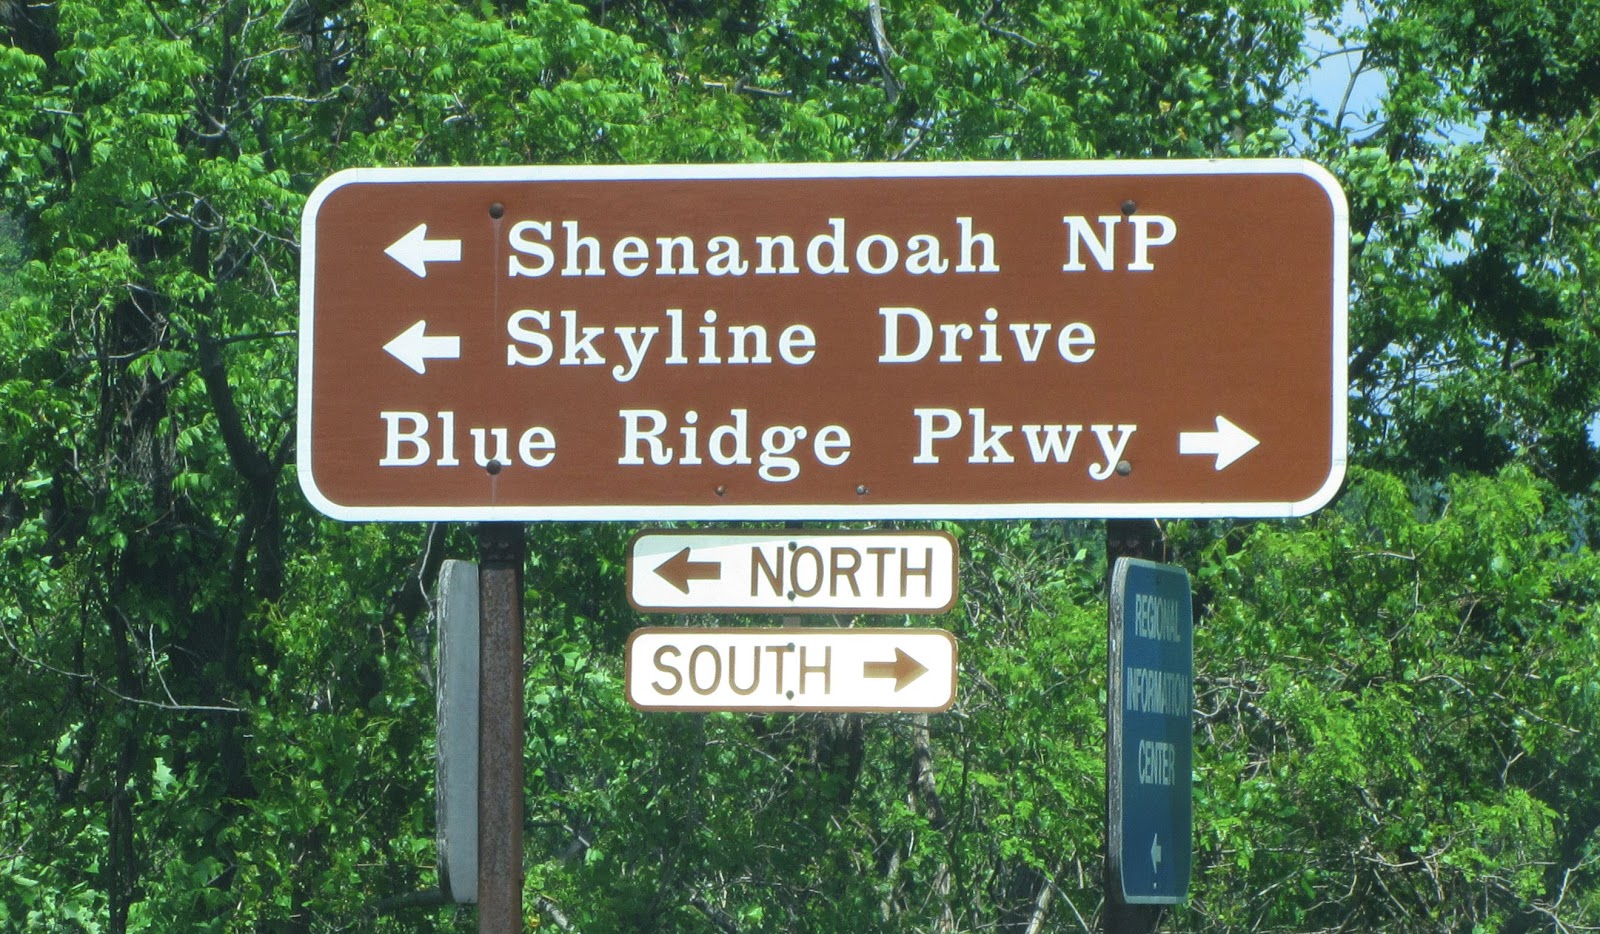 Shenandoah NP
Skyline Drive
Blue Ridge Pkwy
NORTH
SOUTH
REGIONAL
INFORMATION
CENTER